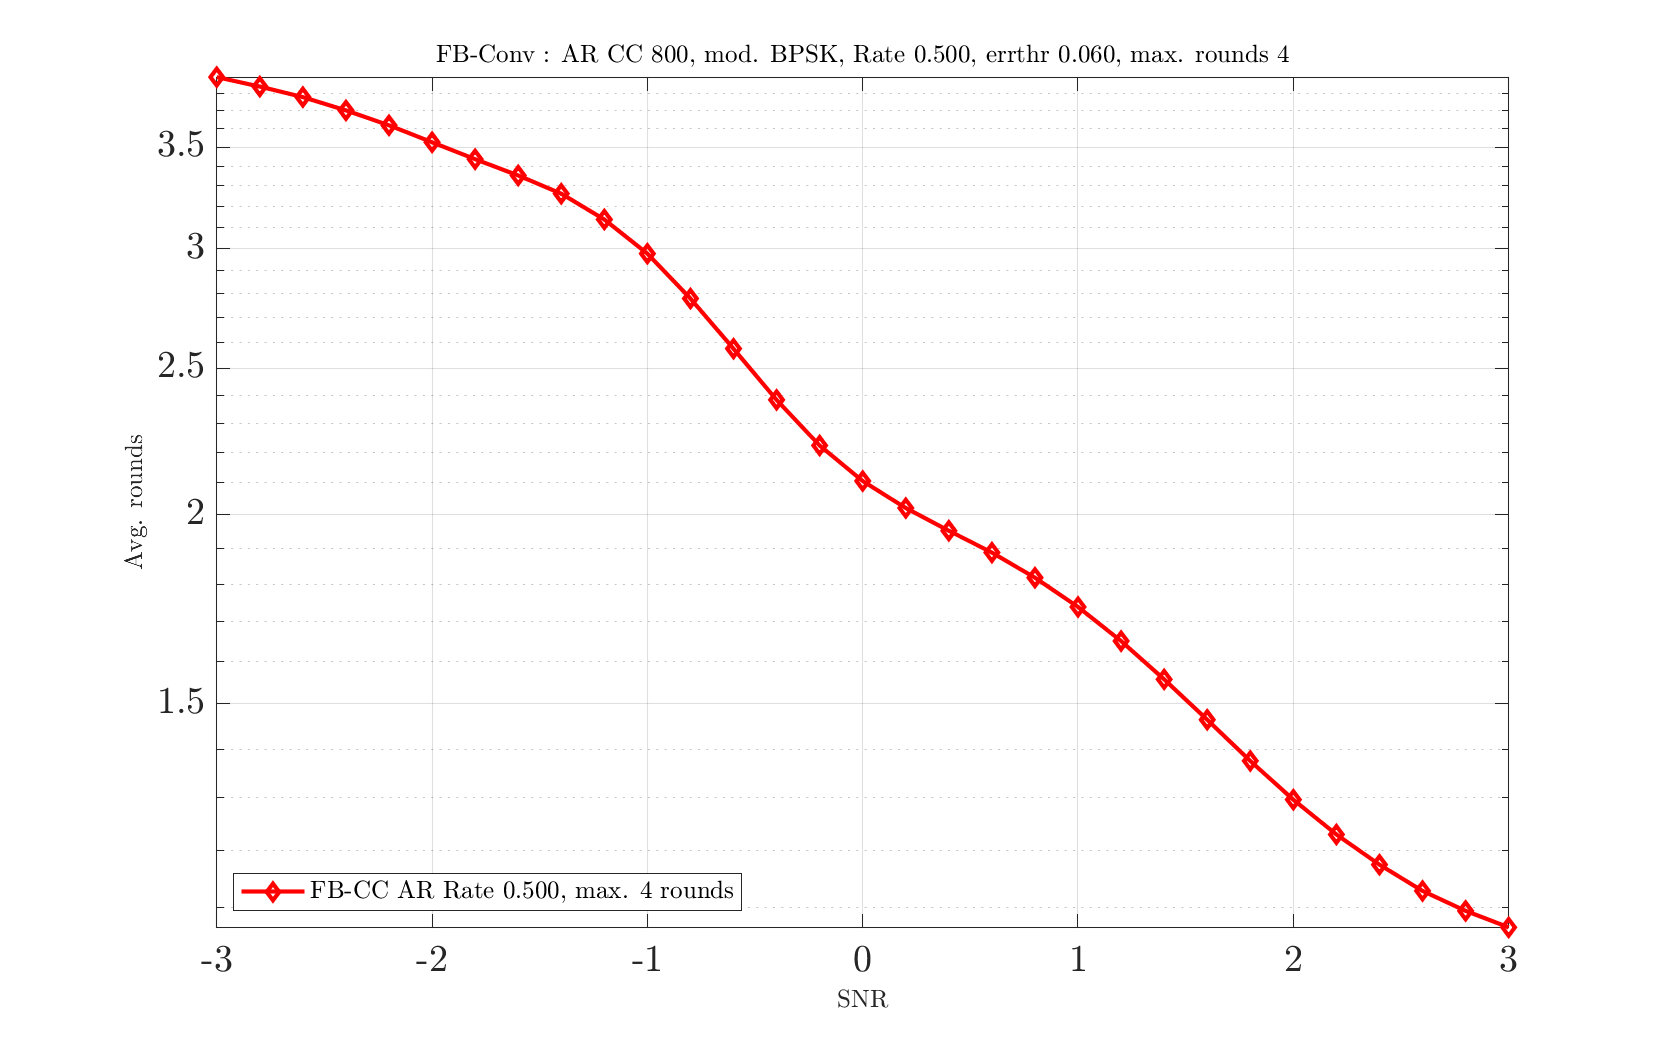 FB-Conv : AR CC 800, mod. BPSK, Rate 0.500, errthr 0.060, max. rounds 4
3.5
3
2.5
2
1.5
Avg. rounds
FB-CC AR Rate 0.500, max. 4 rounds
-3 -2 -1 0 1 2 3
SNR